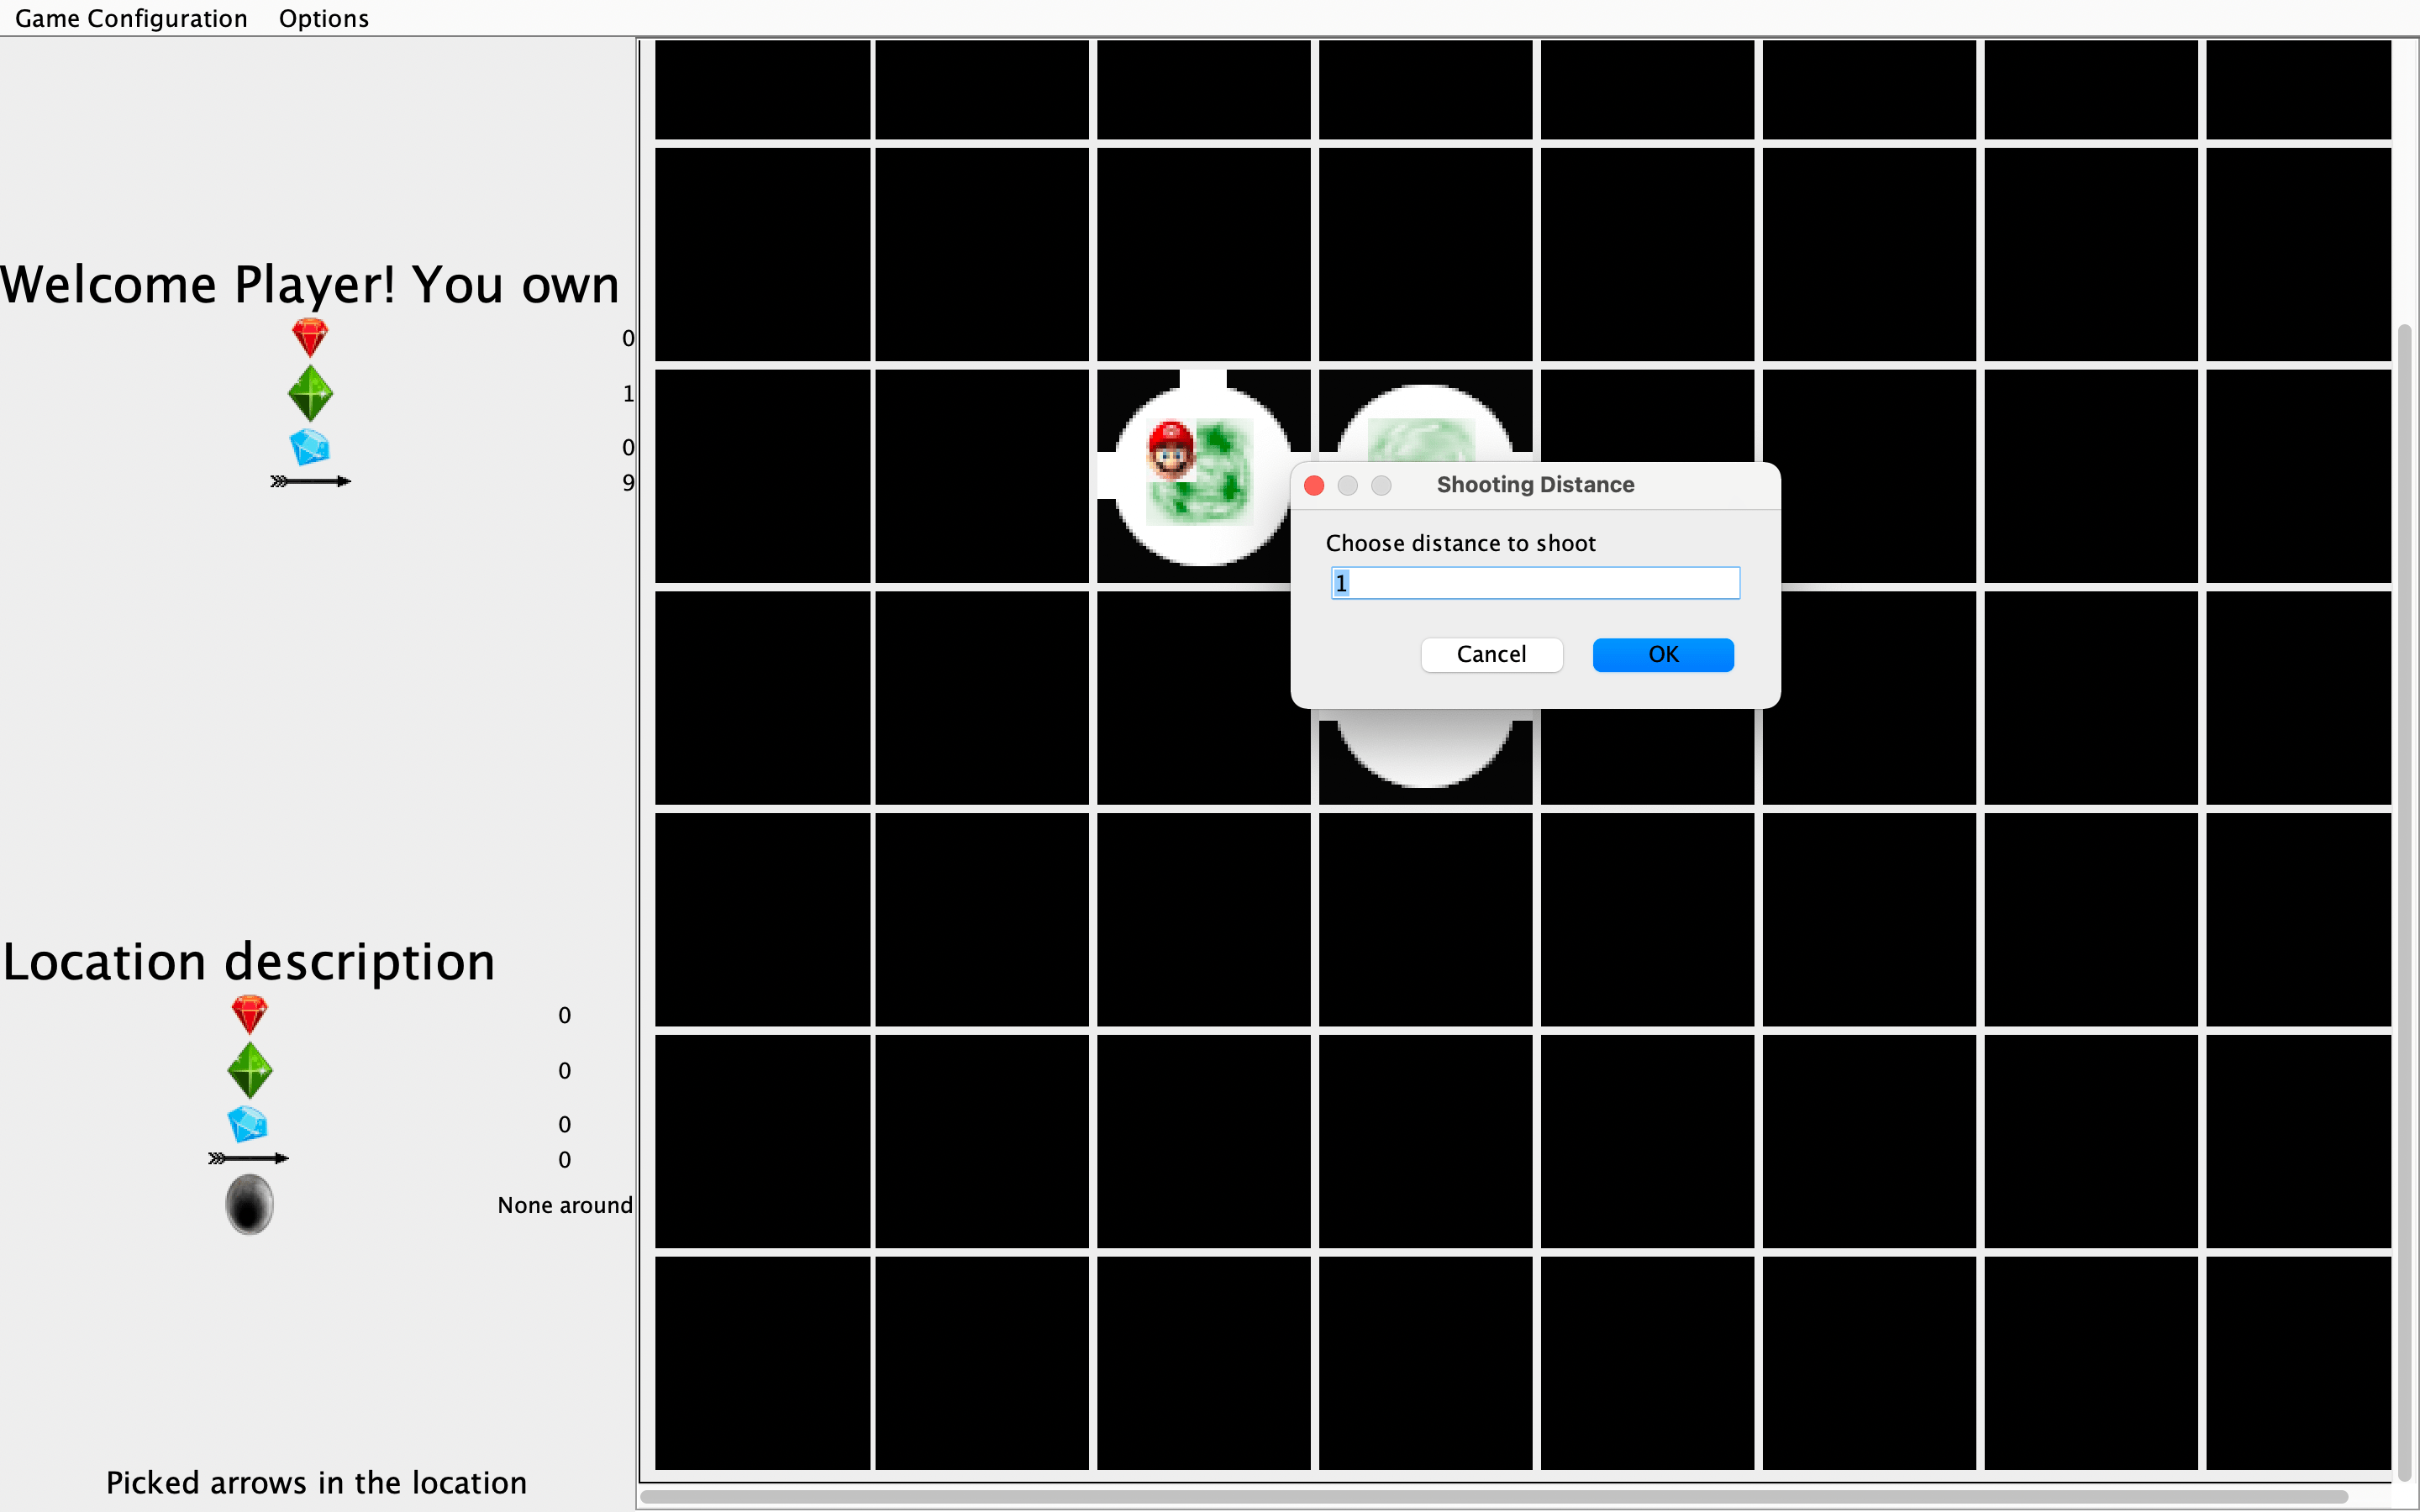 Game Configuration Options
Welcome Player! You own
0
1
0
9
Shooting Distance
Choose distance to shoot
1
Cancel OK
Location description
0
0
0
0
None around
Picked arrows in the location